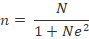 n = N / (1 + Ne²)